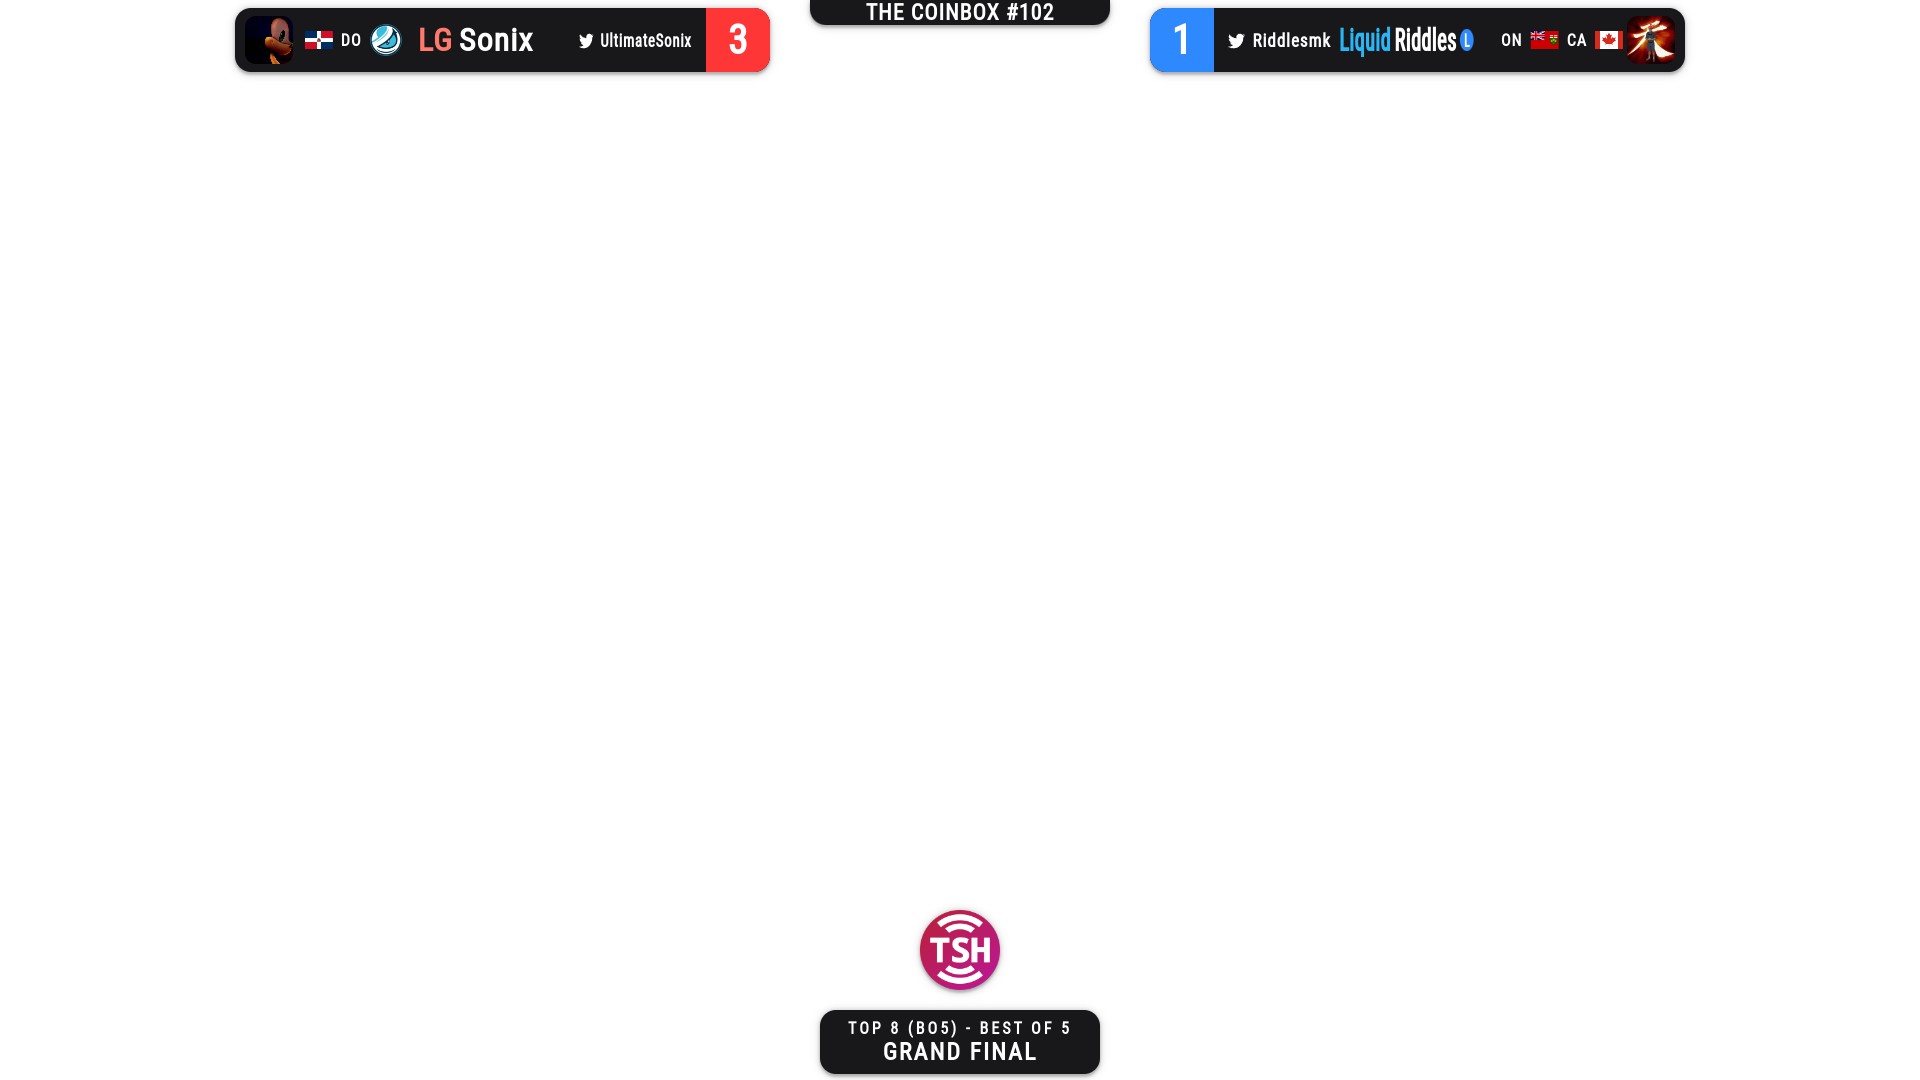 THE COINBOX #102
DO LG Sonix UltimateSonix 3
1 Riddlesmk Liquid Riddles L ON CA
TSH
TOP 8 (BO5) - BEST OF 5
GRAND FINAL